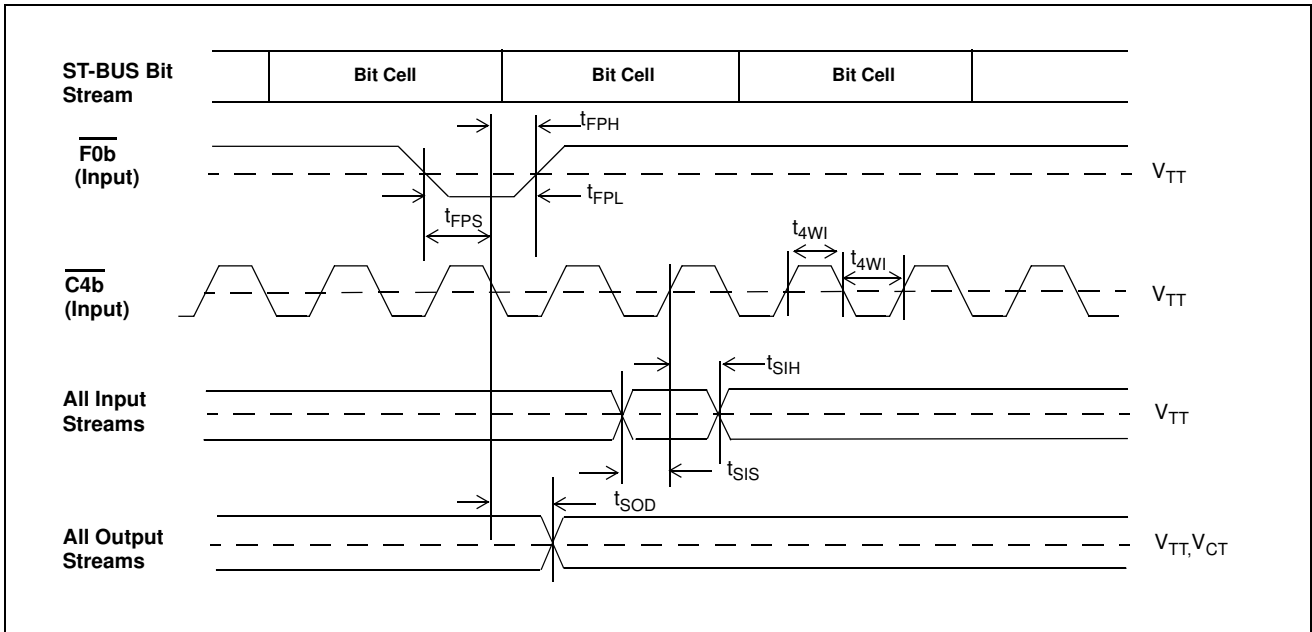 ST-BUS Bit
Stream
Bit Cell
Bit Cell
Bit Cell
tFPH
F0b
(Input)
VTT
tFPL
tFPS
t4WI
t4WI
C4b
(Input)
VTT
tSIH
All Input
Streams
VTT
tSIS
tSOD
All Output
Streams
VTT,VCT